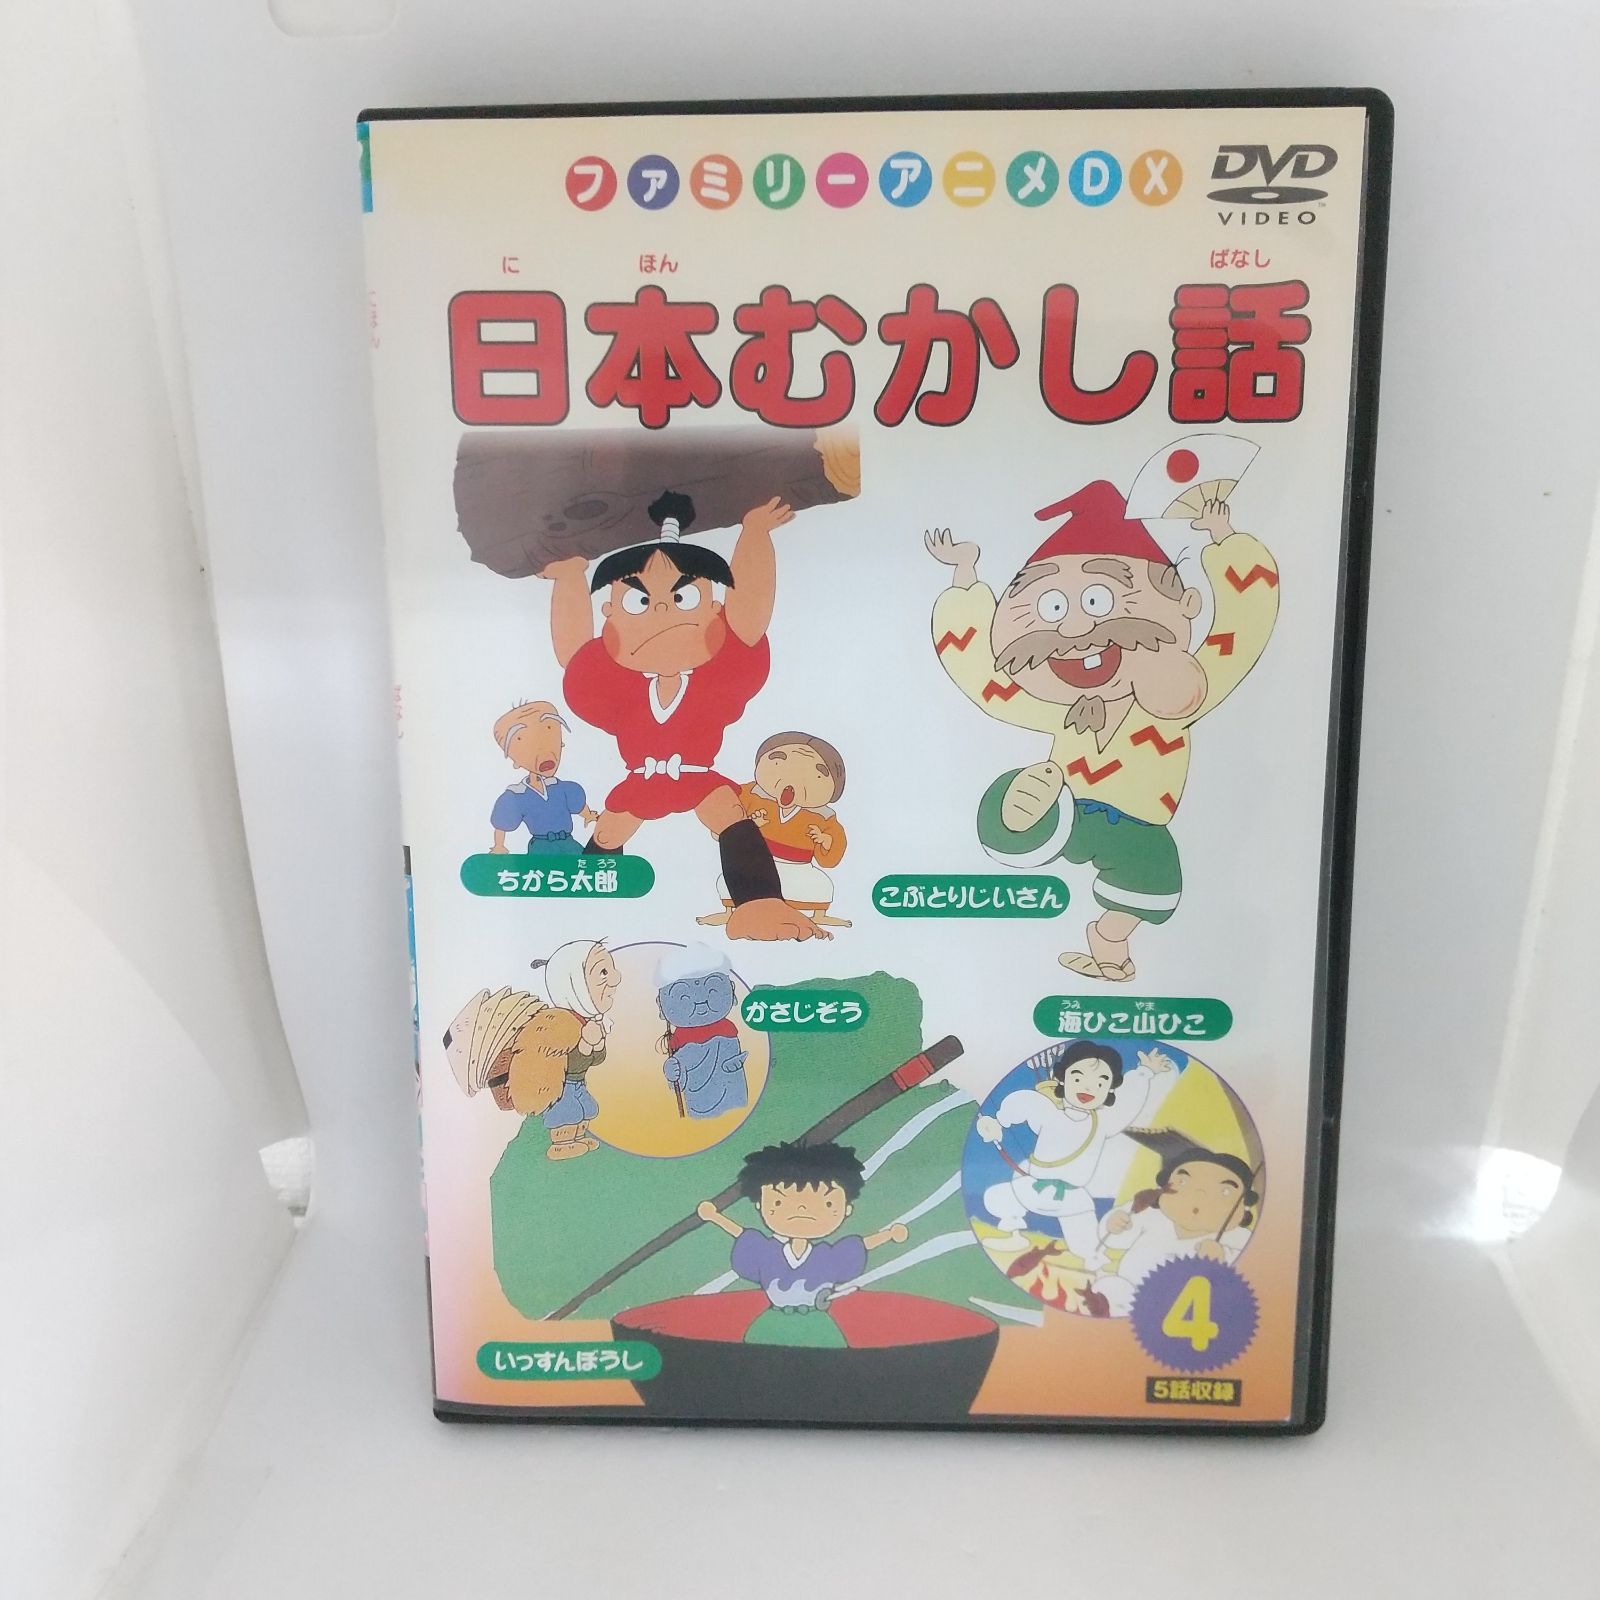 ファミリーアニメDX
DVD
VIDEO
に ほん ばなし
日本むかし話
た ろう
ちから太郎
こぶとりじいさん
かさじぞう
うみ やま
海ひこ山ひこ
いっすんぼうし
4
5話収録